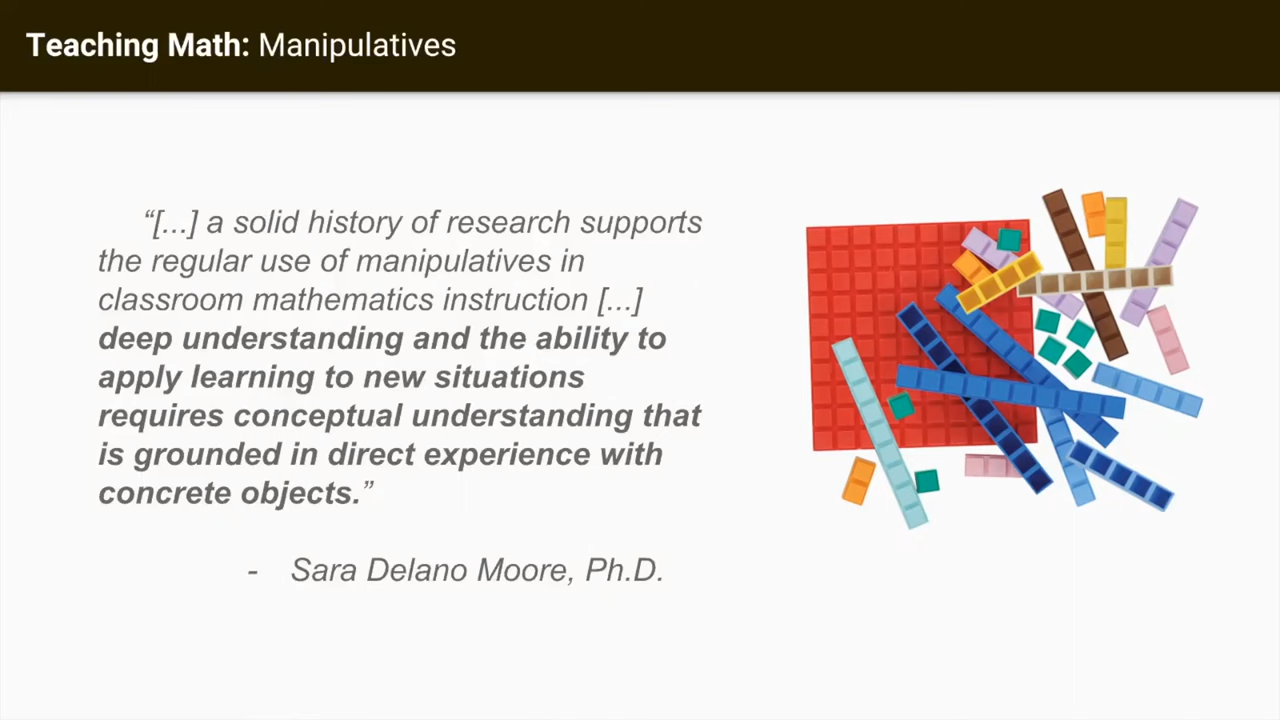 Teaching Math: Manipulatives
“[...] a solid history of research supports
the regular use of manipulatives in
classroom mathematics instruction [...]
deep understanding and the ability to
apply learning to new situations
requires conceptual understanding that
is grounded in direct experience with
concrete objects.”
- Sara Delano Moore, Ph.D.